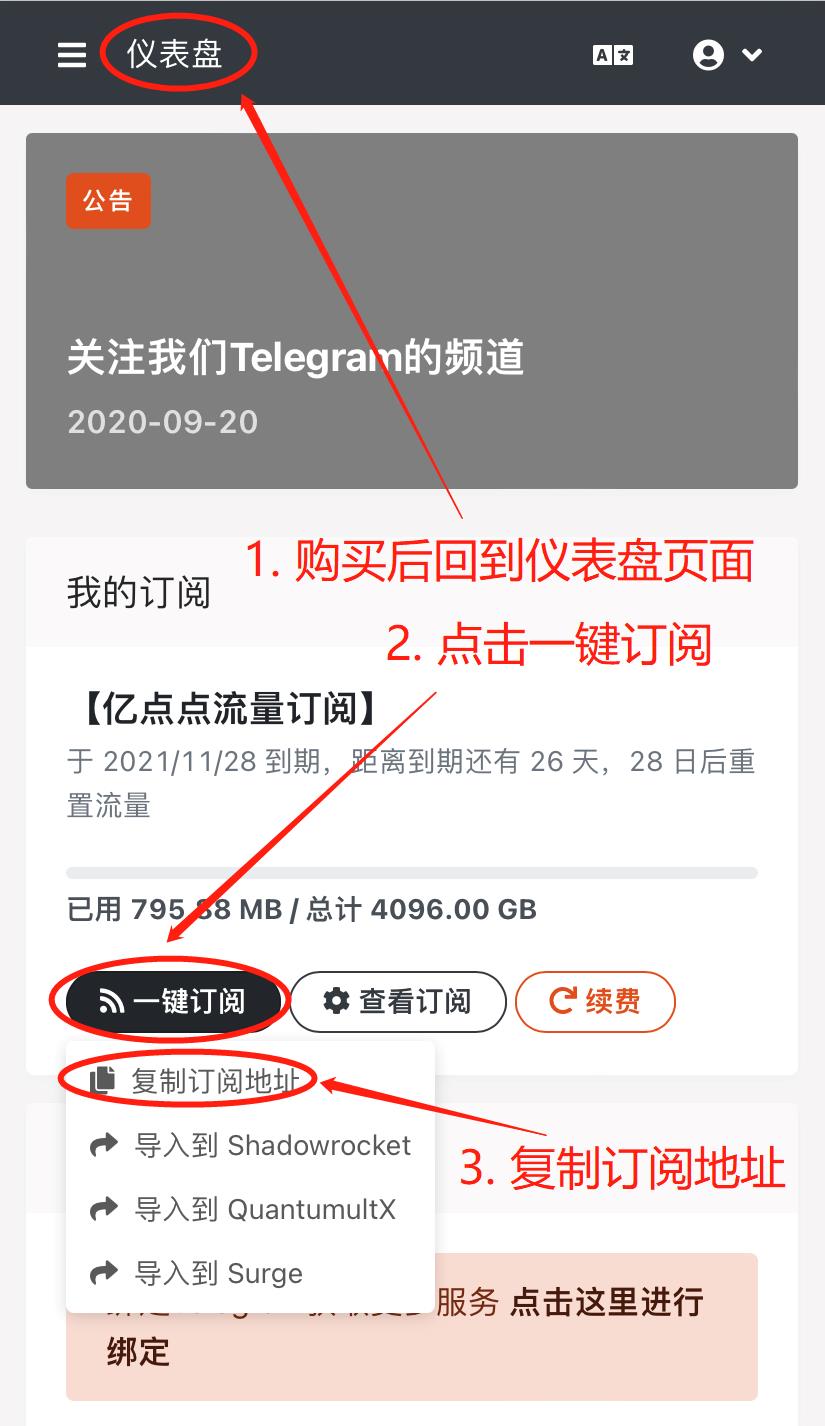 仪表盘
公告
关注我们Telegram的频道
2020-09-20
1. 购买后回到仪表盘页面
我的订阅
2. 点击一键订阅
【亿点点流量订阅】
于 2021/11/28 到期，距离到期还有 26 天，28 日后重
置流量
已用 795.88 MB / 总计 4096.00 GB
一键订阅 查看订阅 续费
复制订阅地址
导入到 Shadowrocket
3. 复制订阅地址
导入到 QuantumultX
导入到 Surge
服务 点击这里进行
绑定